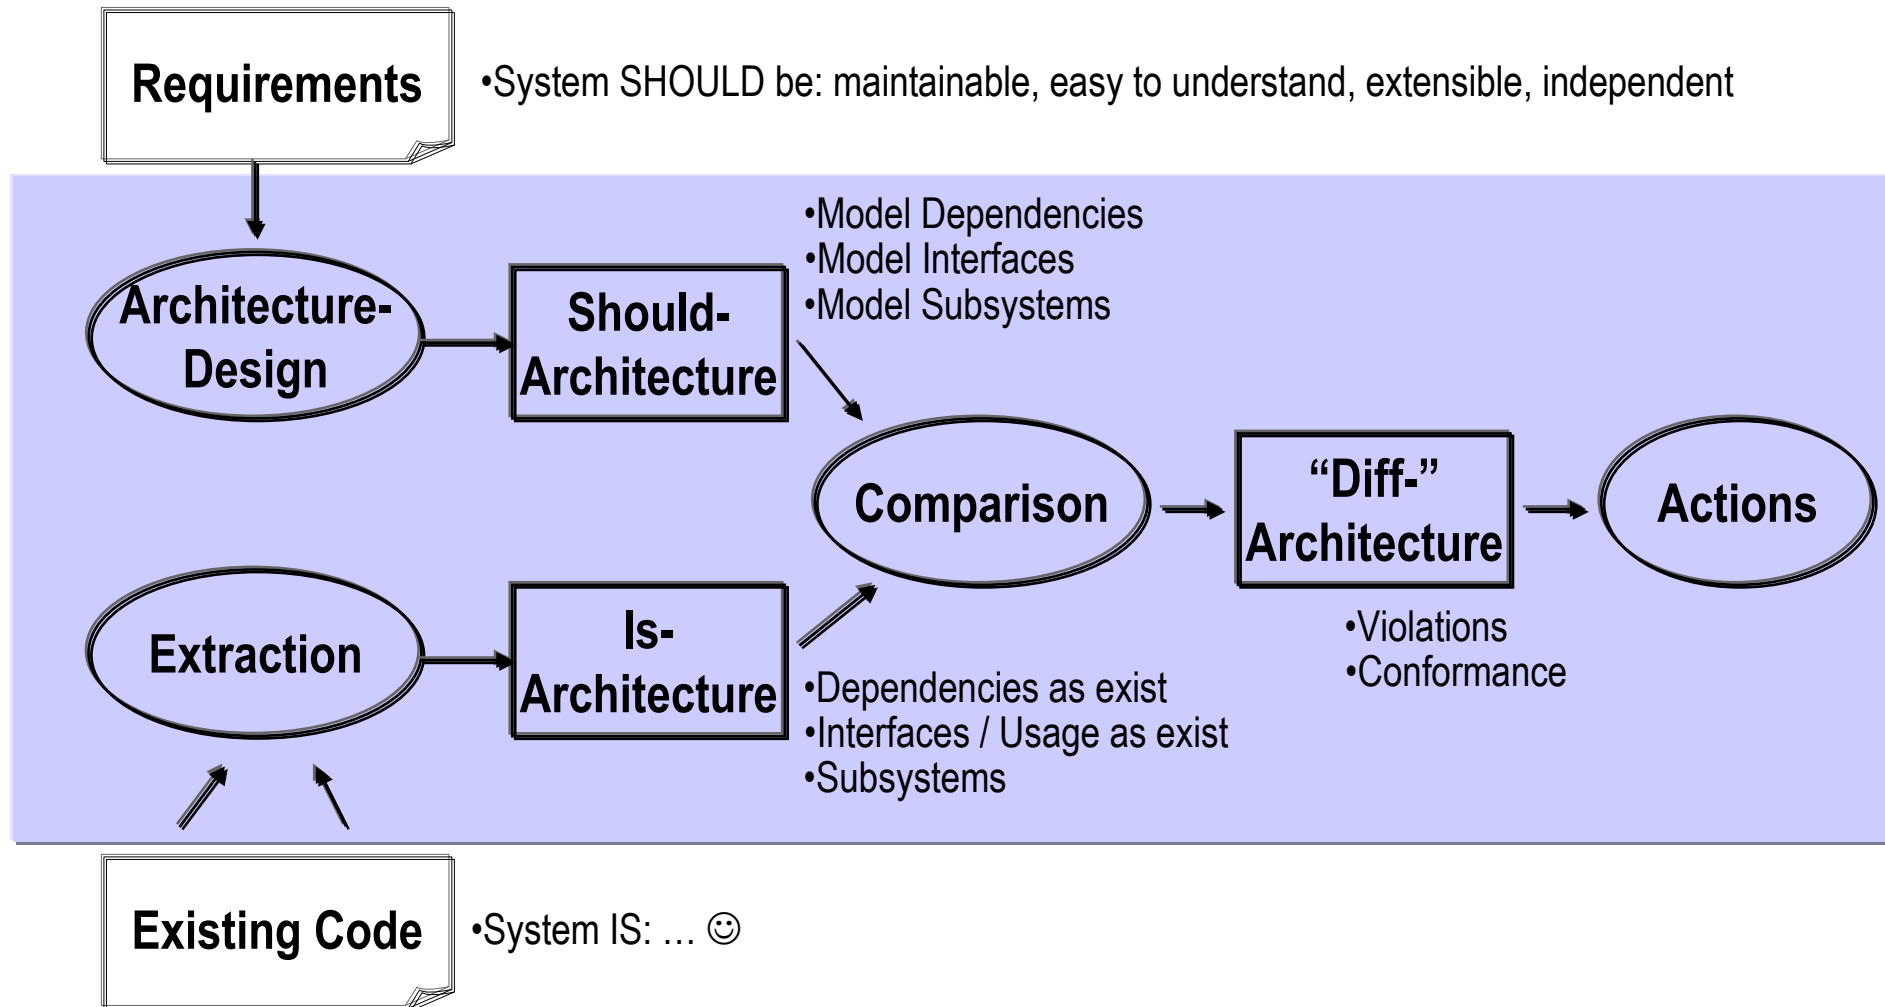 Requirements
•System SHOULD be: maintainable, easy to understand, extensible, independent
•Model Dependencies
•Model Interfaces
•Model Subsystems
Architecture-
Design
Should-
Architecture
Comparison
“Diff-”
Architecture
Actions
•Violations
•Conformance
Extraction
Is-
Architecture
•Dependencies as exist
•Interfaces / Usage as exist
•Subsystems
Existing Code
•System IS: … ☺